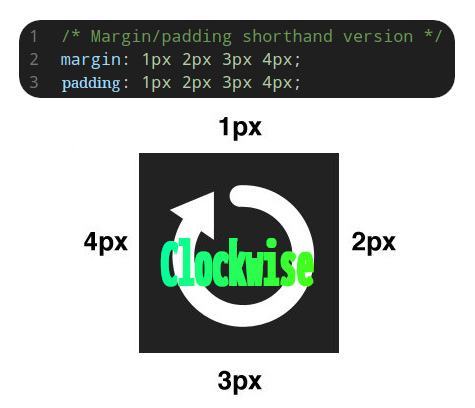 1 /* Margin/padding shorthand version */
2 margin: 1px 2px 3px 4px;
3 padding: 1px 2px 3px 4px;
1px
4px Clockwise 2px
3px